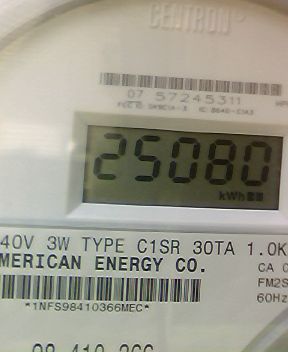 CENTRON®
07 57245311
25080
kWh
40V 3W TYPE C1SR 30TA 1.0K
MERICAN ENERGY CO.
CA 0
FM2S
60Hz
*1NFS98410366MEC*